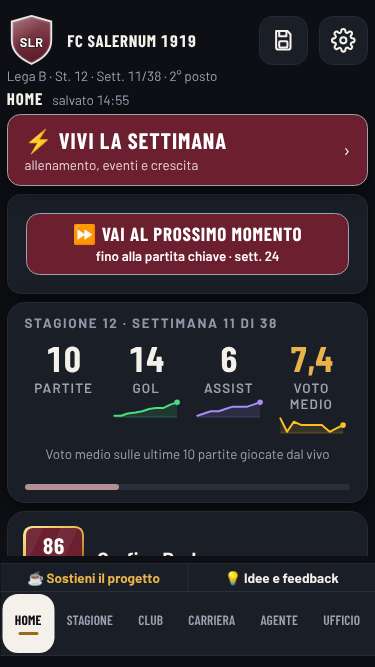 SLR
FC SALERNUM 1919
Lega B · St. 12 · Sett. 11/38 · 2° posto
HOME salvato 14:55
⚡ VIVI LA SETTIMANA ›
allenamento, eventi e crescita
⏩ VAI AL PROSSIMO MOMENTO
fino alla partita chiave · sett. 24
STAGIONE 12 · SETTIMANA 11 DI 38
10 14 6 7,4
PARTITE GOL ASSIST VOTO
MEDIO
Voto medio sulle ultime 10 partite giocate dal vivo
86
☕ Sostieni il progetto 💡 Idee e feedback
HOME STAGIONE CLUB CARRIERA AGENTE UFFICIO